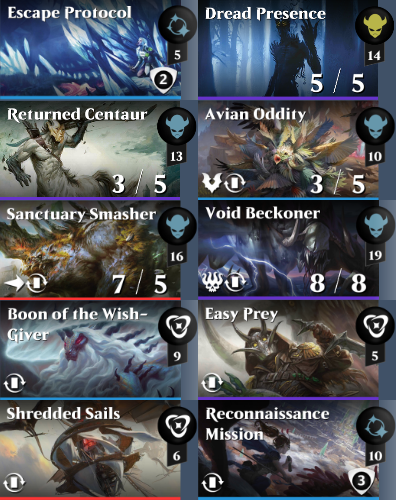 Escape Protocol
5
2
Dread Presence
14
5 / 5
Returned Centaur
13
3 / 5
Avian Oddity
10
3 / 5
Sanctuary Smasher
16
7 / 5
Void Beckoner
19
8 / 8
Boon of the Wish-
Giver
9
Easy Prey
5
Shredded Sails
6
Reconnaissance
Mission
10
3